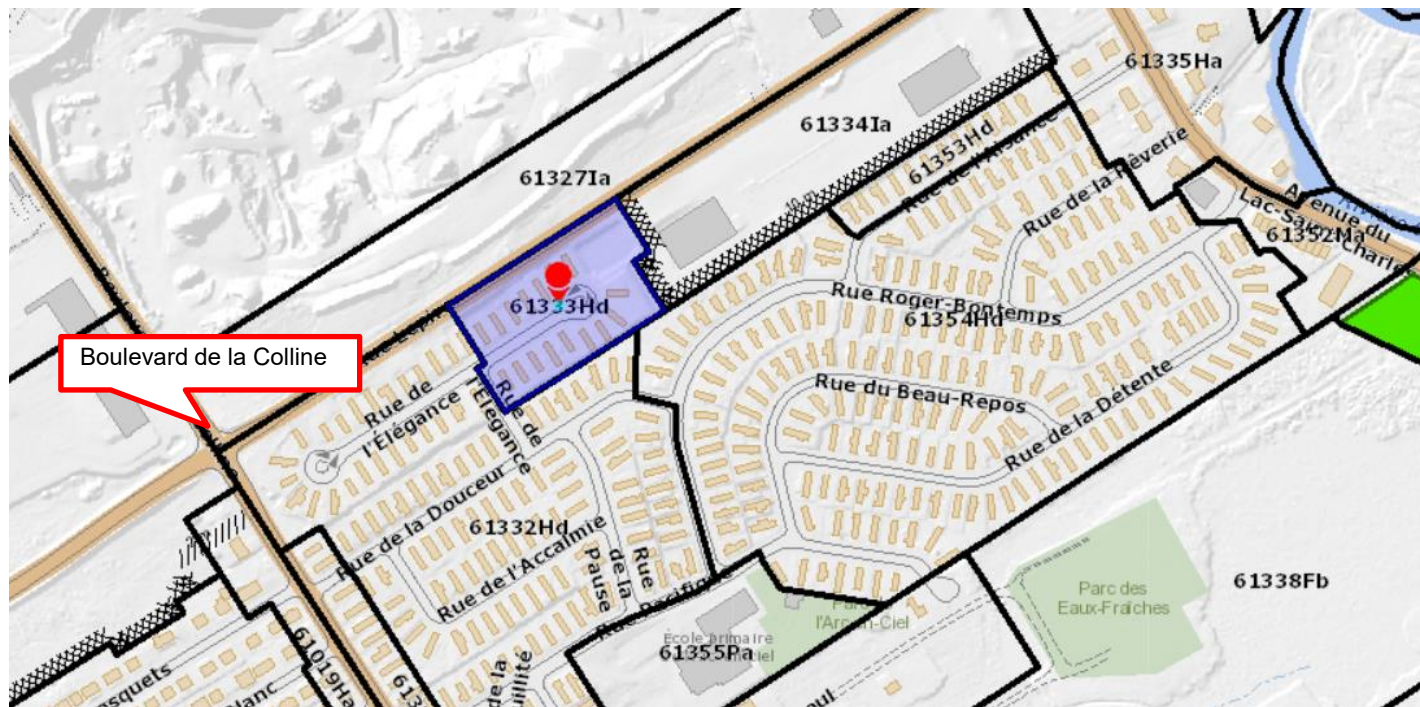 61335Ha
61334Ia
61353Hd
Rue de l'Aisance
61327Ia
Rue de la Rêverie
Avenue du
Lac-Saint-Charles
61352Ma
61333Hd
Rue Roger-Bontemps
61354Hd
Boulevard de la Colline
Rue de
l'Élégance
Rue de
l'Élégance
Rue du Beau-Repos
Rue de la Détente
Rue de la Douceur
61332Hd
Rue de l'Accalmie
Rue
de la
Pause
Rue Pacifique
Parc des
Eaux-Fraîches
61338Fb
Parc de
l'Arc-en-Ciel
École primaire
61355Pa
61019Ha
10 m